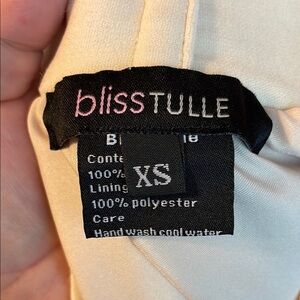 blissTULLE
XS
Conte
100%
Lining
100% polyester
Care
Hand wash cool water